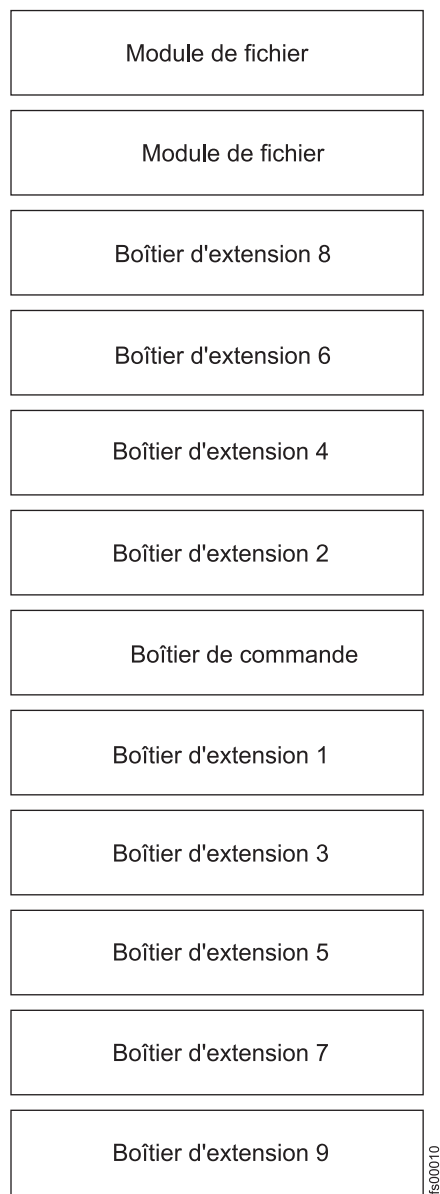 Module de fichier
Module de fichier
Boîtier d'extension 8
Boîtier d'extension 6
Boîtier d'extension 4
Boîtier d'extension 2
Boîtier de commande
Boîtier d'extension 1
Boîtier d'extension 3
Boîtier d'extension 5
Boîtier d'extension 7
Boîtier d'extension 9
fs00010